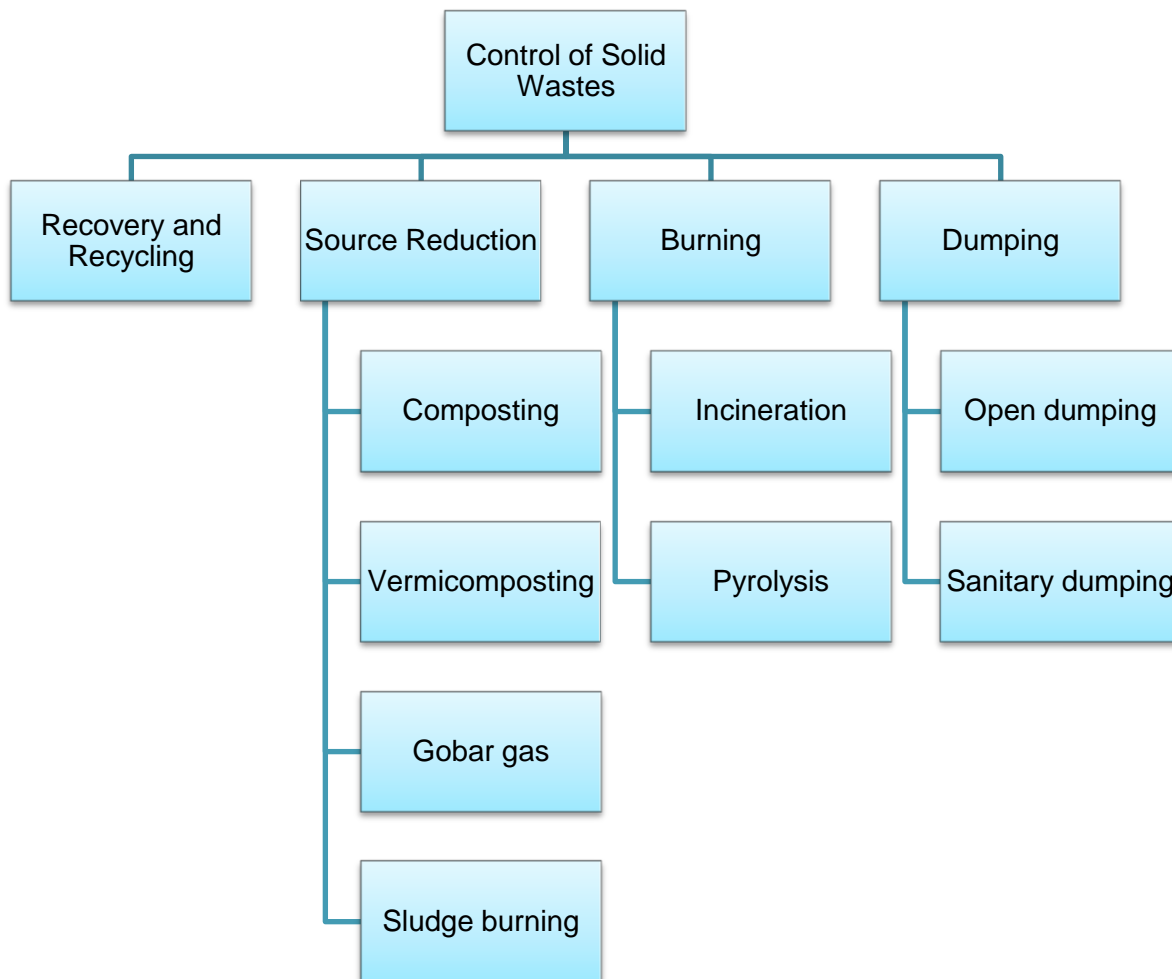 Control of Solid
Wastes
Recovery and
Recycling
Source Reduction
Burning
Dumping
Composting
Incineration
Open dumping
Vermicomposting
Pyrolysis
Sanitary dumping
Gobar gas
Sludge burning